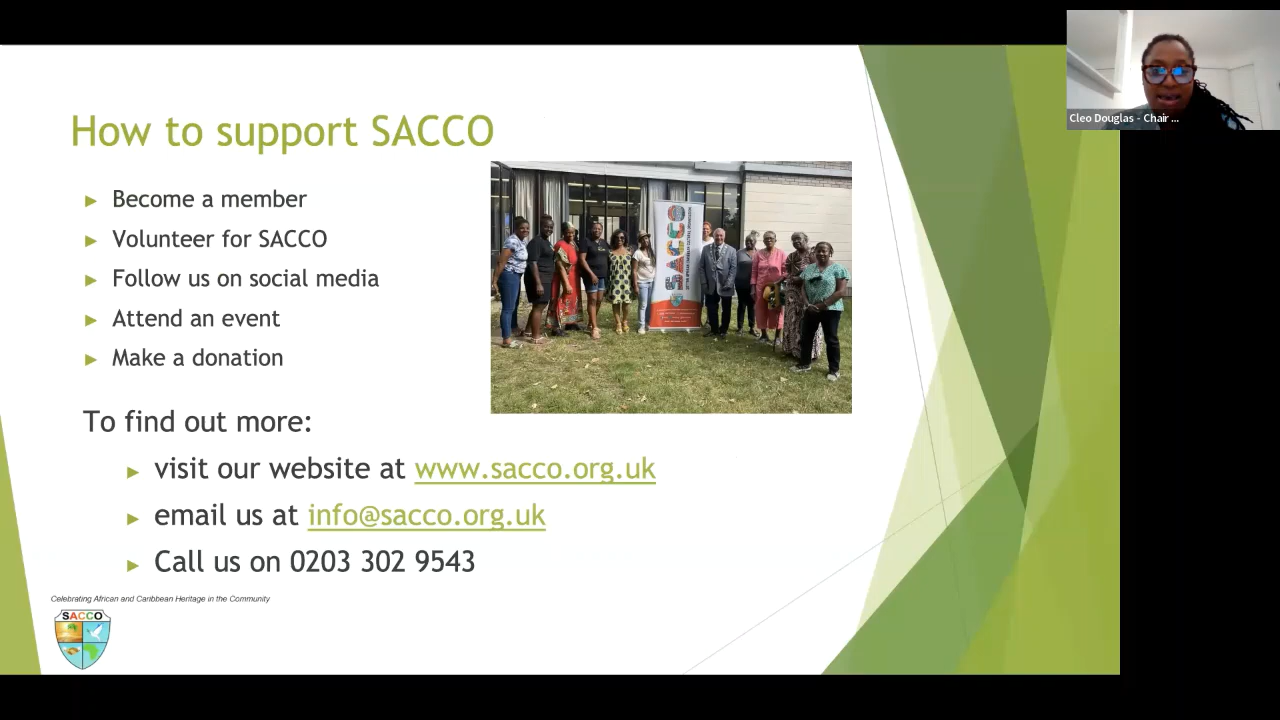 How to support SACCO
Become a member
Volunteer for SACCO
Follow us on social media
Attend an event
Make a donation
SACCO
To find out more:
visit our website at www.sacco.org.uk
email us at info@sacco.org.uk
Call us on 0203 302 9543
Celebrating African and Caribbean Heritage in the Community
SACCO
Cleo Douglas - Chair ...